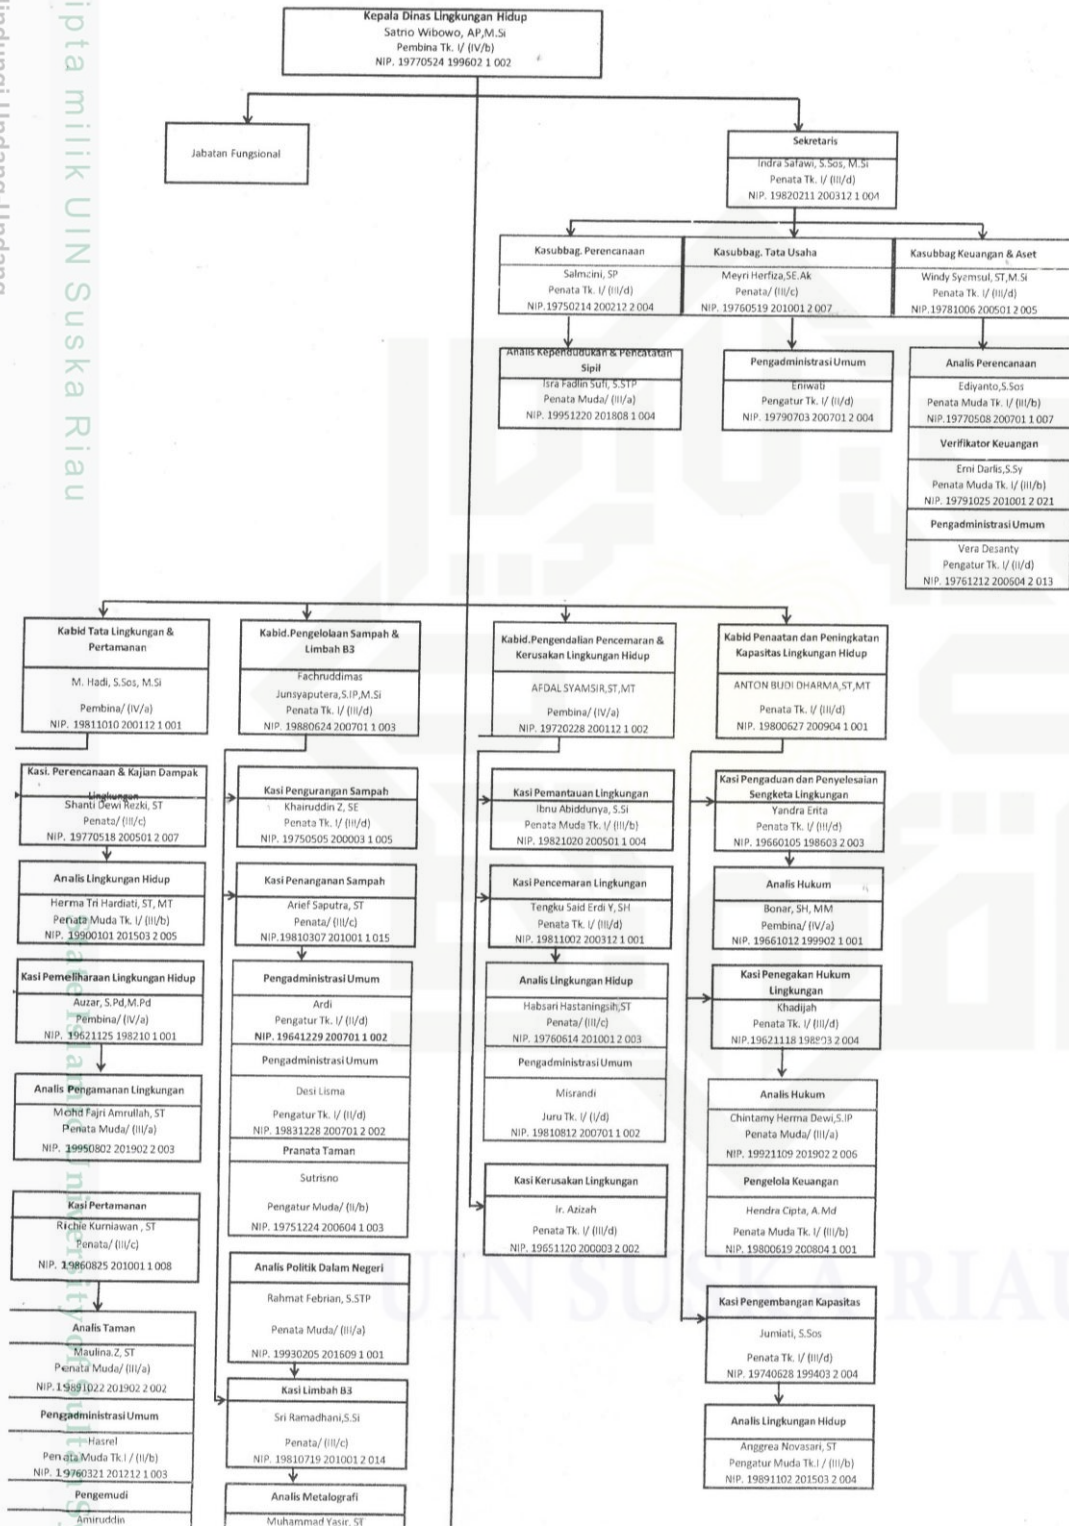 Kepala Dinas Lingkungan Hidup
Satrio Wibowo, AP,M.Si
Pembina Tk. I/ (IV/b)
NIP. 19770524 199602 1 002
Jabatan Fungsional
Sekretaris
Indra Safawi, S.Sos, M.Si
Penata Tk. I/ (III/d)
NIP. 19820211 200312 1 004
Kasubbag. Perencanaan
Salmzini, SP
Penata Tk. I/ (III/d)
NIP.19750214 200212 2 004
Kasubbag. Tata Usaha
Meyri Herfiza,SE.Ak
Penata/ (III/c)
NIP. 19760519 201001 2 007
Kasubbag Keuangan & Aset
Windy Syamsul, ST,M.Si
Penata Tk. I/ (III/d)
NIP.19781006 200501 2 005
Analis Kependudukan & Pencatatan
Sipil
Isra Fadlin Sufi, S.STP
Penata Muda/ (III/a)
NIP. 19951220 201808 1 004
Pengadministrasi Umum
Eniwati
Pengatur Tk. I/ (II/d)
NIP. 19790703 200701 2 004
Analis Perencanaan
Ediyanto,S.Sos
Penata Muda Tk. I/ (III/b)
NIP.19770508 200701 1 007
Verifikator Keuangan
Erni Darlis,S.Sy
Penata Muda Tk. I/ (III/b)
NIP. 19791025 201001 2 021
Pengadministrasi Umum
Vera Desanty
Pengatur Tk. I/ (II/d)
NIP. 19761212 200604 2 013
Kabid Tata Lingkungan &
Pertamanan
M. Hadi, S.Sos, M.Si
Pembina/ (IV/a)
NIP. 19811010 200112 1 001
Kasi. Perencanaan & Kajian Dampak
Lingkungan
Shanti Dewi Rezki, ST
Penata/ (III/c)
NIP. 19770518 200501 2 007
Analis Lingkungan Hidup
Herma Tri Hardiati, ST, MT
Penata Muda Tk. I/ (III/b)
NIP. 19900101 201503 2 005
Kasi Pemeliharaan Lingkungan Hidup
Auzar, S.Pd,M.Pd
Pembina/ (IV/a)
NIP. 19621125 198210 1 001
Analis Pengamanan Lingkungan
Mohd Fajri Amrullah, ST
Penata Muda/ (III/a)
NIP. 19950802 201902 2 003
Kasi Pertamanan
Richie Kurniawan , ST
Penata/ (III/c)
NIP. 19860825 201001 1 008
Analis Taman
Maulina.Z, ST
Penata Muda/ (III/a)
NIP.19891022 201902 2 002
Pengadministrasi Umum
Hasrel
Penata Muda Tk.I / (II/b)
NIP. 19760321 201212 1 003
Pengemudi
Amiruddin
Kabid.Pengelolaan Sampah &
Limbah B3
Fachruddimas
Junsyaputera,S.IP,M.Si
Penata Tk. I/ (III/d)
NIP. 19880624 200701 1 003
Kasi Pengurangan Sampah
Khairuddin Z, SE
Penata Tk. I/ (III/d)
NIP. 19750505 200003 1 005
Kasi Penanganan Sampah
Arief Saputra, ST
Penata/ (III/c)
NIP.19810307 201001 1 015
Pengadministrasi Umum
Ardi
Pengatur Tk. I/ (II/d)
NIP. 19641229 200701 1 002
Pengadministrasi Umum
Desi Lisma
Pengatur Tk. I/ (II/d)
NIP. 19831228 200701 2 002
Pranata Taman
Sutrisno
Pengatur Muda/ (II/b)
NIP. 19751224 200604 1 003
Analis Politik Dalam Negeri
Rahmat Febrian, S.STP
Penata Muda/ (III/a)
NIP. 19930205 201609 1 001
Kasi Limbah B3
Sri Ramadhani,S.Si
Penata/ (III/c)
NIP. 19810719 201001 2 014
Analis Metalografi
Muhammad Yasir, ST
Kabid.Pengendalian Pencemaran &
Kerusakan Lingkungan Hidup
AFDAL SYAMSIR,ST,MT
Pembina/ (IV/a)
NIP. 19720228 200112 1 002
Kasi Pemantauan Lingkungan
Ibnu Abiddunya, S.Si
Penata Muda Tk. I/ (III/b)
NIP. 19821020 200501 1 004
Kasi Pencemaran Lingkungan
Tengku Said Erdi Y, SH
Penata Tk. I/ (III/d)
NIP. 19811002 200312 1 001
Analis Lingkungan Hidup
Habsari Hastaningsih,ST
Penata/ (III/c)
NIP. 19760614 201001 2 003
Pengadministrasi Umum
Misrandi
Juru Tk. I/ (I/d)
NIP. 19810812 200701 1 002
Kasi Kerusakan Lingkungan
Ir. Azizah
Penata Tk. I/ (III/d)
NIP. 19651120 200003 2 002
Kabid Penaatan dan Peningkatan
Kapasitas Lingkungan Hidup
ANTON BUDI DHARMA,ST,MT
Penata Tk. I/ (III/d)
NIP. 19800627 200904 1 001
Kasi Pengaduan dan Penyelesaian
Sengketa Lingkungan
Yandra Erita
Penata Tk. I/ (III/d)
NIP. 19660105 198603 2 003
Analis Hukum
Bonar, SH, MM
Pembina/ (IV/a)
NIP. 19661012 199902 1 001
Kasi Penegakan Hukum
Lingkungan
Khadijah
Penata Tk. I/ (III/d)
NIP. 19621118 198903 2 004
Analis Hukum
Chintamy Herma Dewi,S.IP
Penata Muda/ (III/a)
NIP. 19921109 201902 2 006
Pengelola Keuangan
Hendra Cipta, A.Md
Penata Muda Tk. I/ (III/b)
NIP. 19800619 200804 1 001
Kasi Pengembangan Kapasitas
Jumiati, S.Sos
Penata Tk. I/ (III/d)
NIP. 19740628 199403 2 004
Analis Lingkungan Hidup
Anggrea Novasari, ST
Pengatur Muda Tk.I / (III/b)
NIP. 19891102 201503 2 004
ipta milik UIN Suska Riau
lindungi Undang-Undang
State Islamic University of Sultan S
UIN SUSKA RIAU